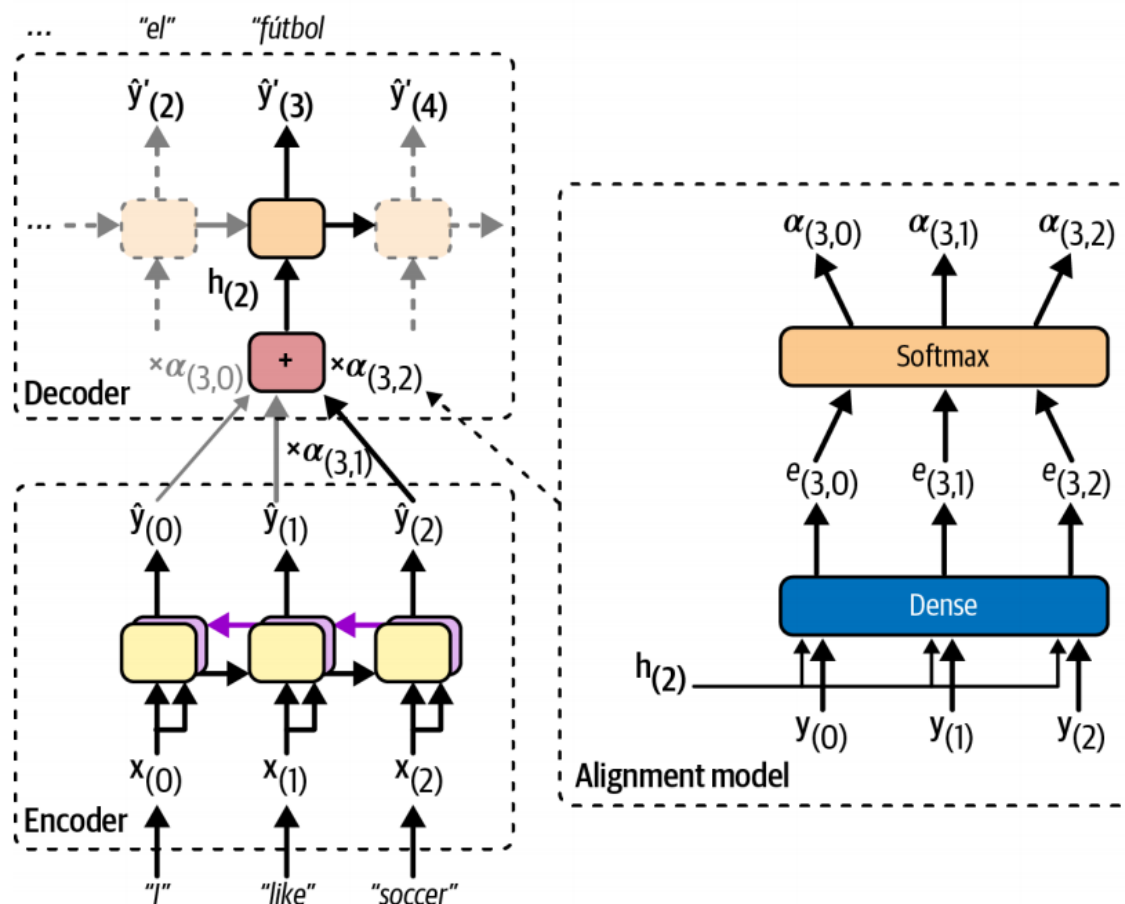 ... "el" "fútbol
ŷ'(2) ŷ'(3) ŷ'(4)
...
h(2)
+
×α(3,0) ×α(3,2)
Decoder
×α(3,1)
ŷ(0) ŷ(1) ŷ(2)
x(0) x(1) x(2)
Encoder
"I" "like" "soccer"
α(3,0) α(3,1) α(3,2)
Softmax
e(3,0) e(3,1) e(3,2)
Dense
h(2)
y(0) y(1) y(2)
Alignment model